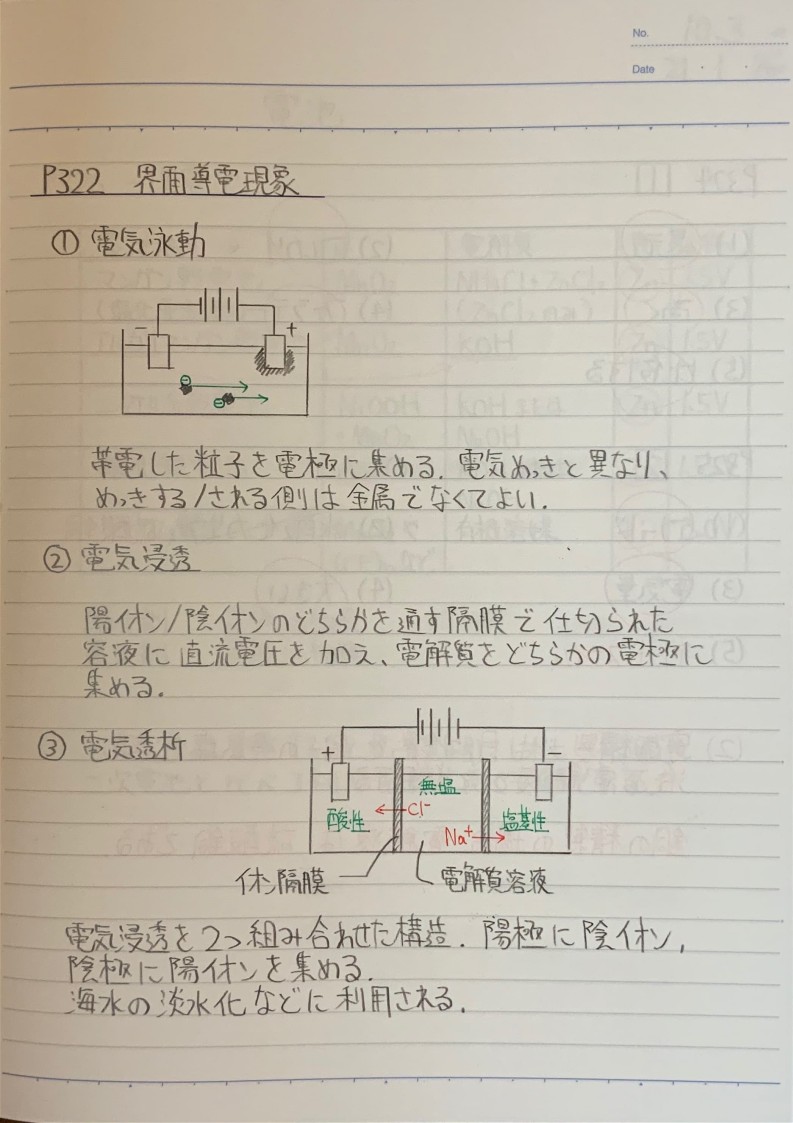 No.
Date
P322 界面導電現象
① 電気泳動
− +
⊖
⊖
帯電した粒子を電極に集める. 電気めっきと異なり、
めっきする/される側は金属でなくてよい.
② 電気浸透
陽イオン/陰イオンのどちらかを通す隔膜で仕切られた
容液に直流電圧を加え、電解質をどちらかの電極に
集める.
③ 電気透析
+ −
無塩
酸性 Cl⁻ 塩基性
Na⁺
イオン隔膜 電解質溶液
電気浸透を2つ組み合わせた構造. 陽極に陰イオン,
陰極に陽イオンを集める.
海水の淡水化などに利用される.